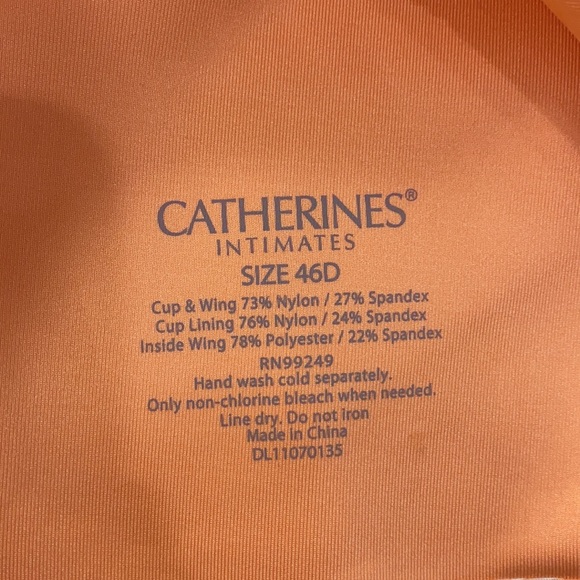 CATHERINES®
INTIMATES
SIZE 46D
Cup & Wing 73% Nylon / 27% Spandex
Cup Lining 76% Nylon / 24% Spandex
Inside Wing 78% Polyester / 22% Spandex
RN99249
Hand wash cold separately.
Only non-chlorine bleach when needed.
Line dry. Do not iron
Made in China
DL11070135